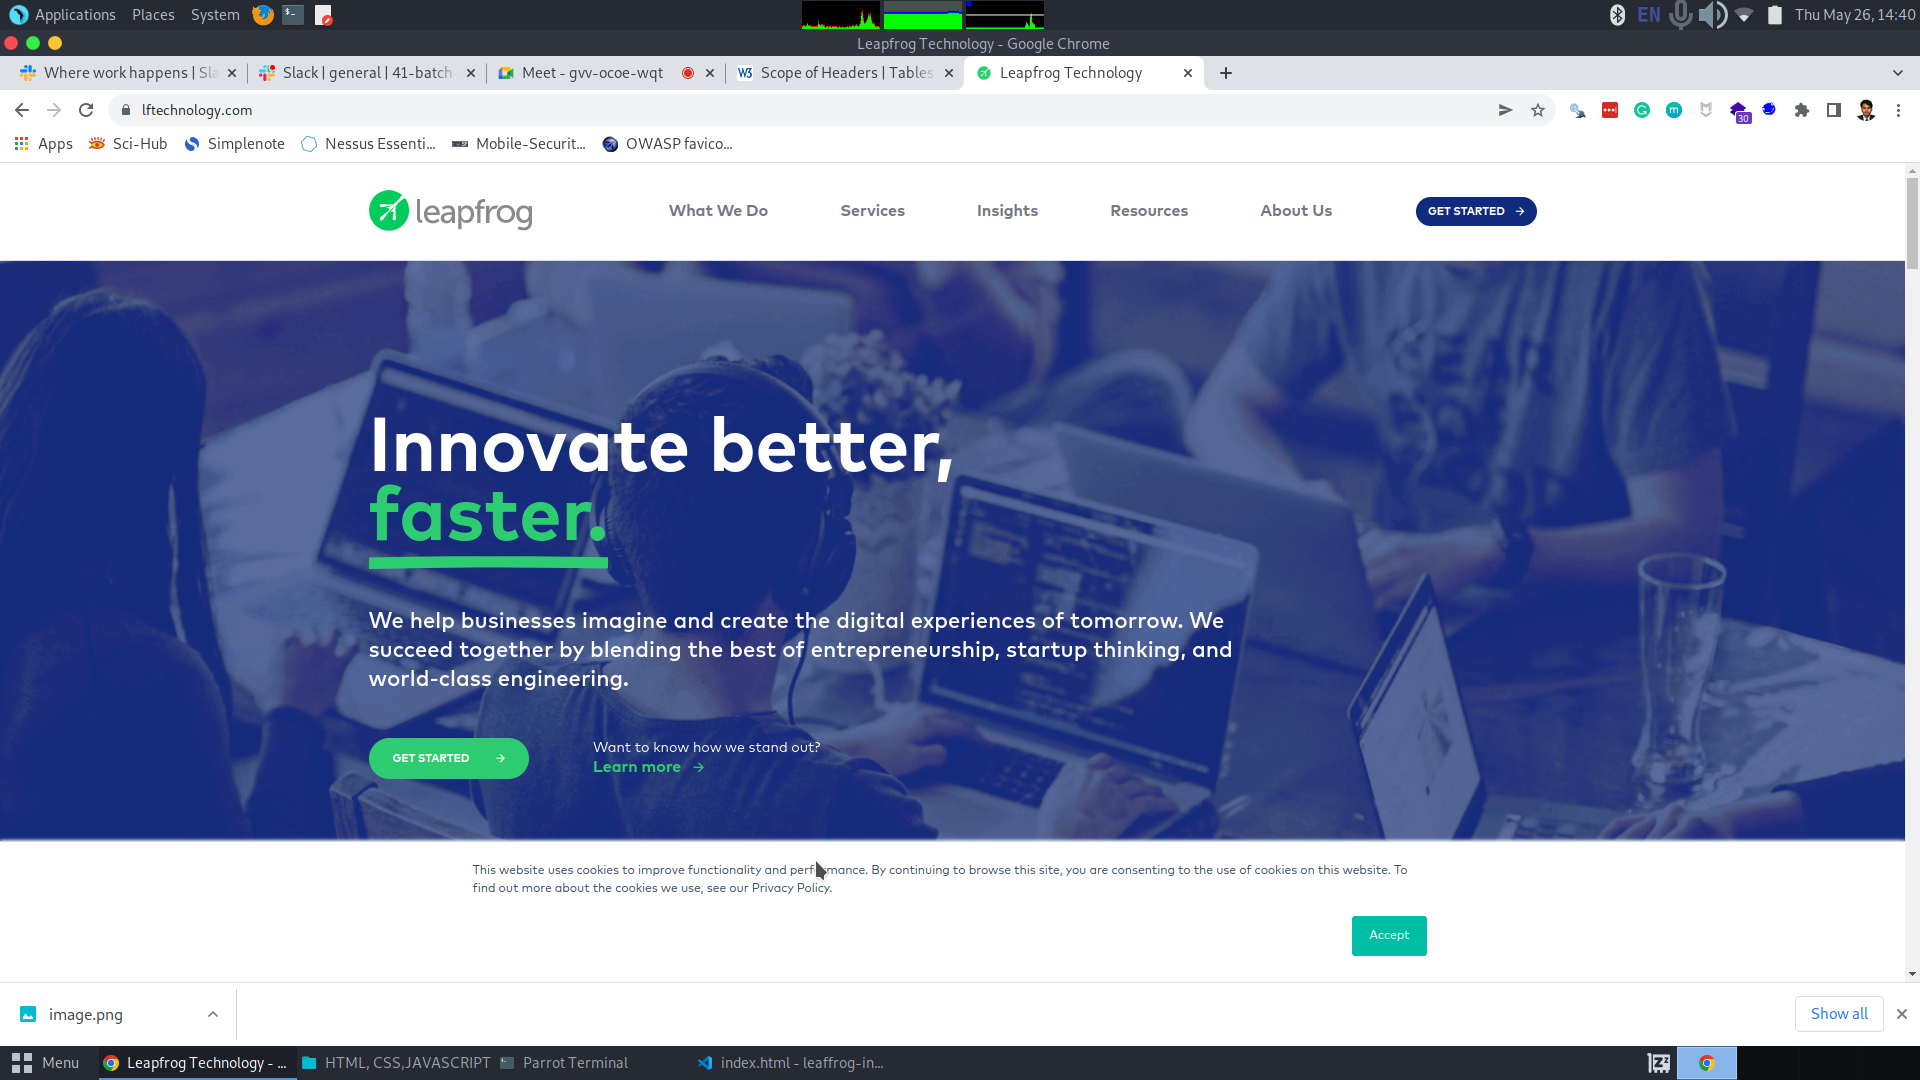 Applications Places System
EN Thu May 26, 14:40
Leapfrog Technology - Google Chrome
Where work happens | Sla
Slack | general | 41-batch-
Meet - gvv-ocoe-wqt
W3 Scope of Headers | Tables
Leapfrog Technology
lftechnology.com
30
Apps Sci-Hub Simplenote Nessus Essenti... Mobile-Securit... OWASP favico...
leapfrog
What We Do Services Insights Resources About Us GET STARTED →
Innovate better,
faster.
We help businesses imagine and create the digital experiences of tomorrow. We
succeed together by blending the best of entrepreneurship, startup thinking, and
world-class engineering.
GET STARTED →
Want to know how we stand out?
Learn more →
This website uses cookies to improve functionality and performance. By continuing to browse this site, you are consenting to the use of cookies on this website. To
find out more about the cookies we use, see our Privacy Policy.
Accept
image.png
Show all
Menu Leapfrog Technology - ... HTML, CSS,JAVASCRIPT Parrot Terminal index.html - leaffrog-in...